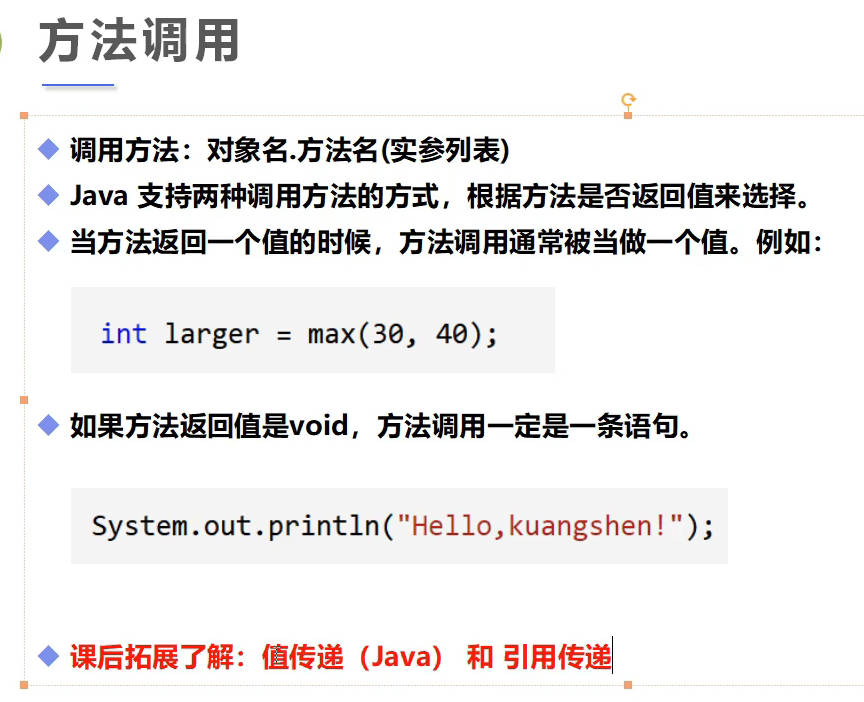 方法调用
调用方法：对象名.方法名(实参列表)
Java 支持两种调用方法的方式，根据方法是否返回值来选择。
当方法返回一个值的时候，方法调用通常被当做一个值。例如：
int larger = max(30, 40);
如果方法返回值是void，方法调用一定是一条语句。
System.out.println("Hello,kuangshen!");
课后拓展了解：值传递（Java） 和 引用传递